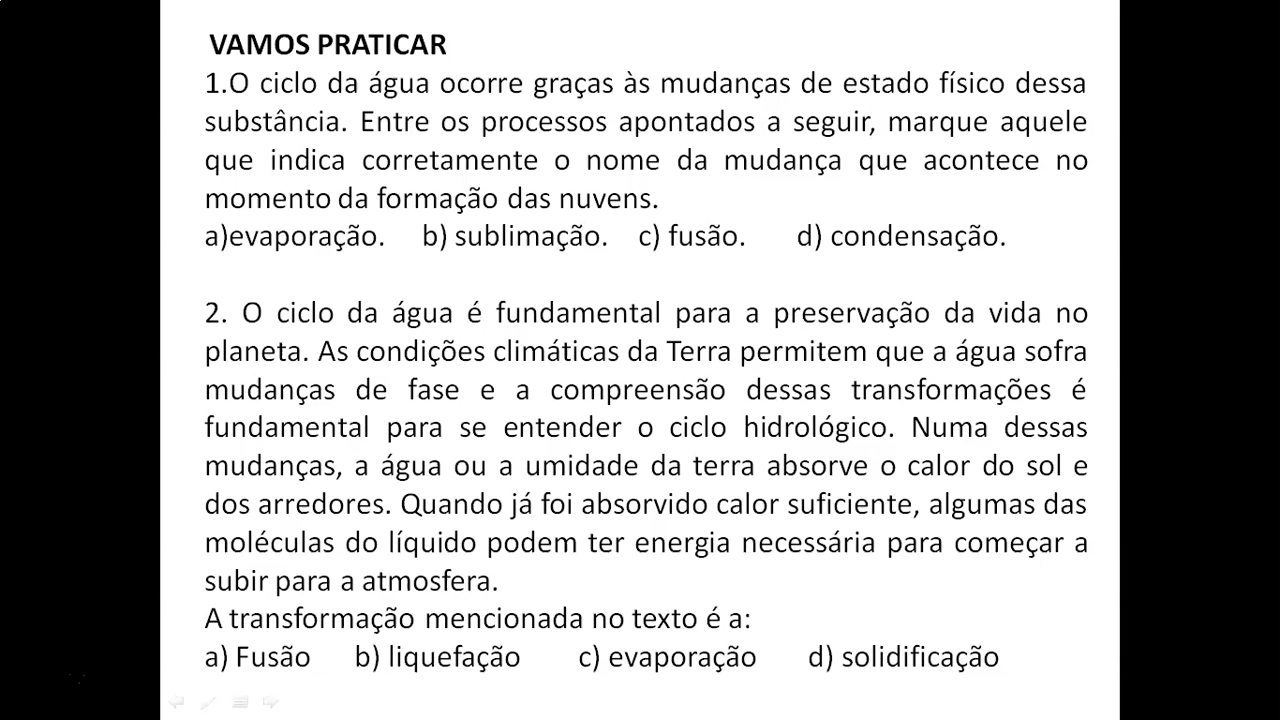 VAMOS PRATICAR
1.O ciclo da água ocorre graças às mudanças de estado físico dessa
substância. Entre os processos apontados a seguir, marque aquele
que indica corretamente o nome da mudança que acontece no
momento da formação das nuvens.
a)evaporação. b) sublimação. c) fusão. d) condensação.
2. O ciclo da água é fundamental para a preservação da vida no
planeta. As condições climáticas da Terra permitem que a água sofra
mudanças de fase e a compreensão dessas transformações é
fundamental para se entender o ciclo hidrológico. Numa dessas
mudanças, a água ou a umidade da terra absorve o calor do sol e
dos arredores. Quando já foi absorvido calor suficiente, algumas das
moléculas do líquido podem ter energia necessária para começar a
subir para a atmosfera.
A transformação mencionada no texto é a:
a) Fusão b) liquefação c) evaporação d) solidificação